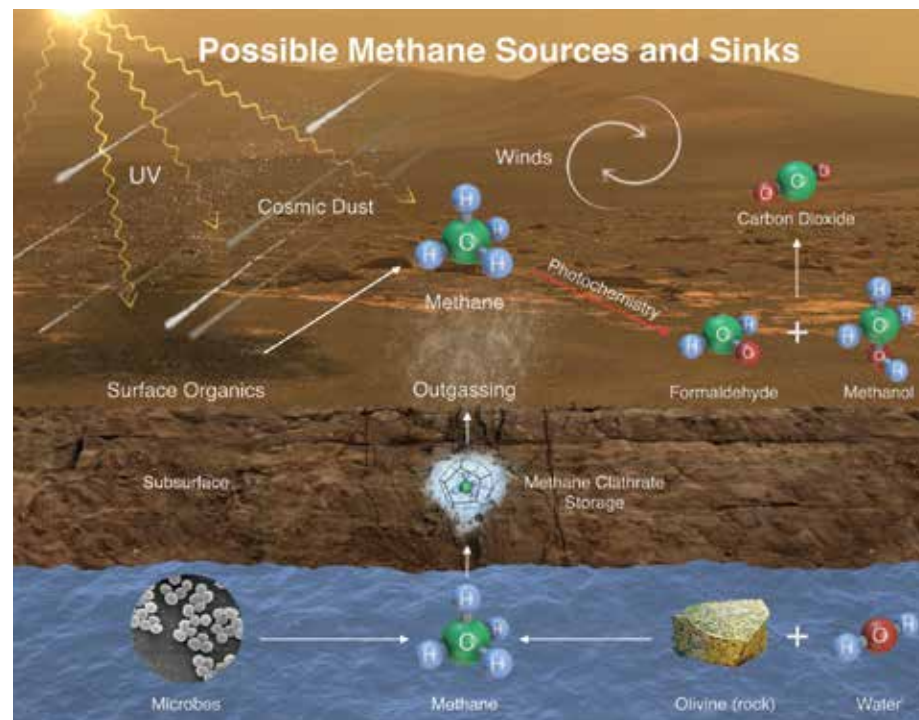 Possible Methane Sources and Sinks
UV
Cosmic Dust
Winds
H
H
C
H
H
Methane
O
C
O
Carbon Dioxide
Photochemistry
H
C
H
O
Formaldehyde
+
H
C
H
H
O
H
Methanol
Surface Organics
Outgassing
Subsurface
Methane Clathrate
Storage
H
H
C
H
H
Microbes
Methane
Olivine (rock)
+
H
O
H
Water